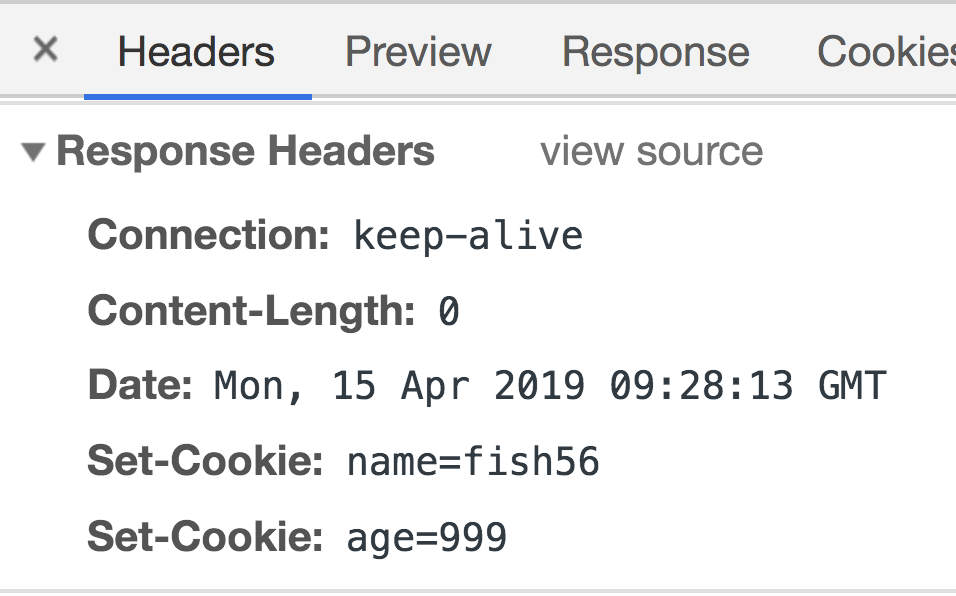 × Headers Preview Response Cookies
▼ Response Headers view source
Connection: keep-alive
Content-Length: 0
Date: Mon, 15 Apr 2019 09:28:13 GMT
Set-Cookie: name=fish56
Set-Cookie: age=999